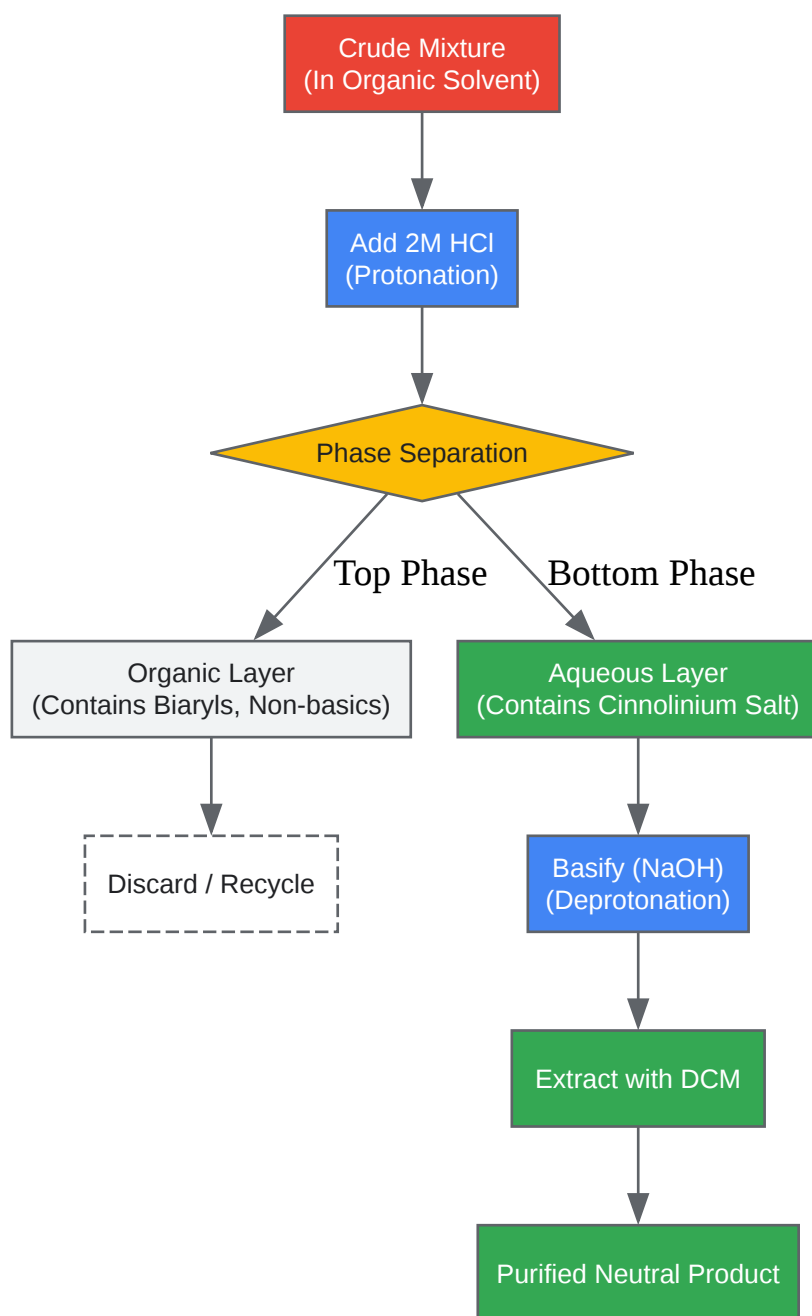 Crude Mixture
(In Organic Solvent)
Add 2M HCl
(Protonation)
Phase Separation
Top Phase
Bottom Phase
Organic Layer
(Contains Biaryls, Non-basics)
Aqueous Layer
(Contains Cinnolinium Salt)
Discard / Recycle
Basify (NaOH)
(Deprotonation)
Extract with DCM
Purified Neutral Product